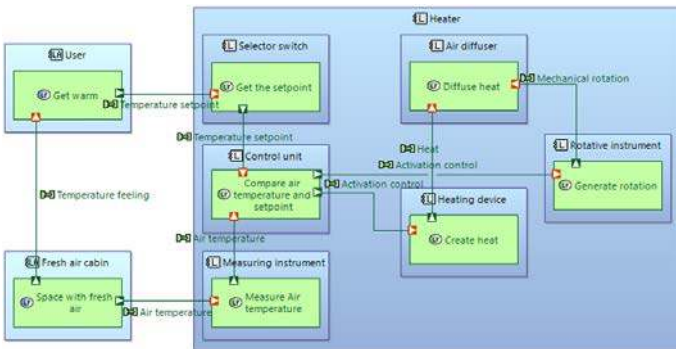 Heater
User
Selector switch
Air diffuser
Get warm
Get the setpoint
Diffuse heat
Mechanical rotation
Temperature setpoint
Temperature setpoint
Heat
Control unit
Activation control
Rotative instrument
Compare air
temperature and
setpoint
Activation control
Generate rotation
Temperature feeling
Heating device
Air temperature
Create heat
Fresh air cabin
Measuring instrument
Space with fresh
air
Measure Air
temperature
Air temperature